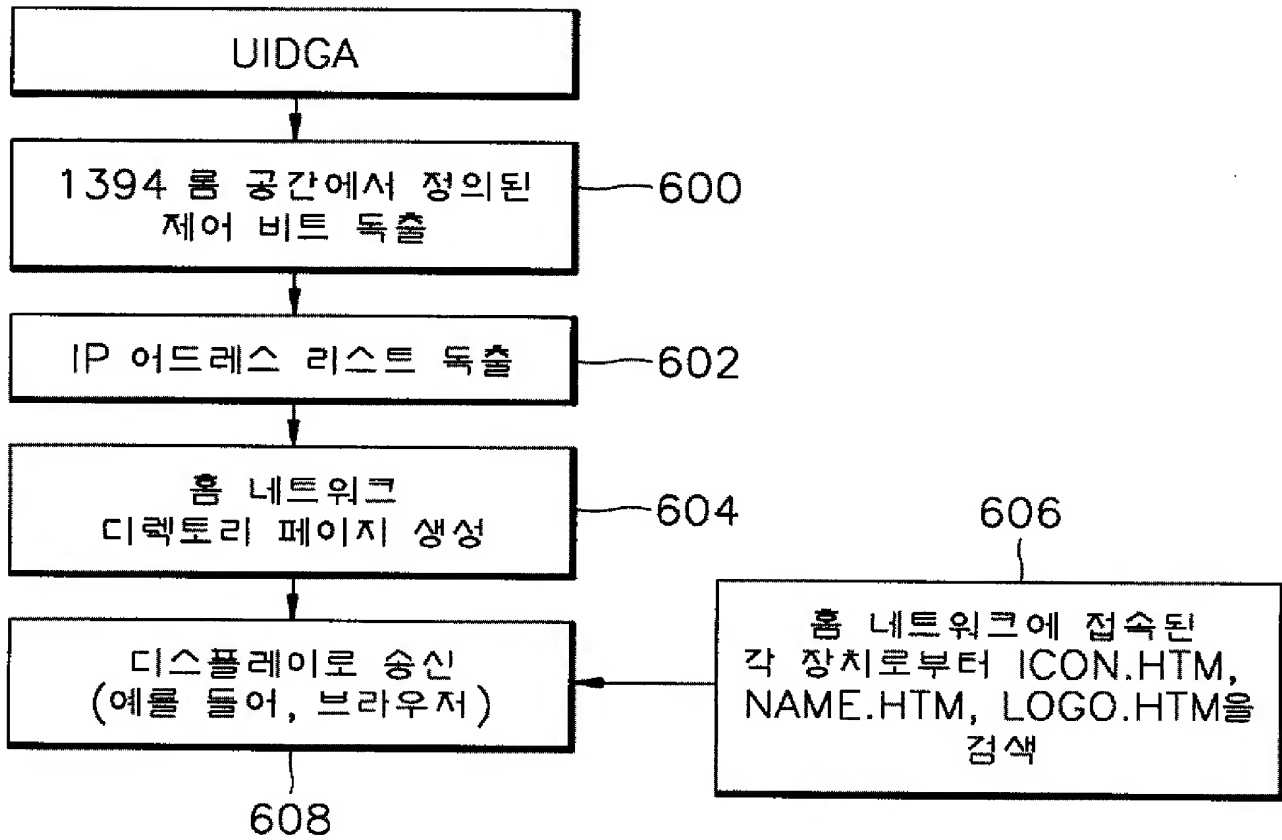 UIDGA
1394 롬 공간에서 정의된
제어 비트 독출
600
IP 어드레스 리스트 독출
602
홈 네트워크
디렉토리 페이지 생성
604
606
홈 네트워크에 접속된
각 장치로부터 ICON.HTM,
NAME.HTM, LOGO.HTM을
검색
디스플레이로 송신
(예를 들어, 브라우저)
608